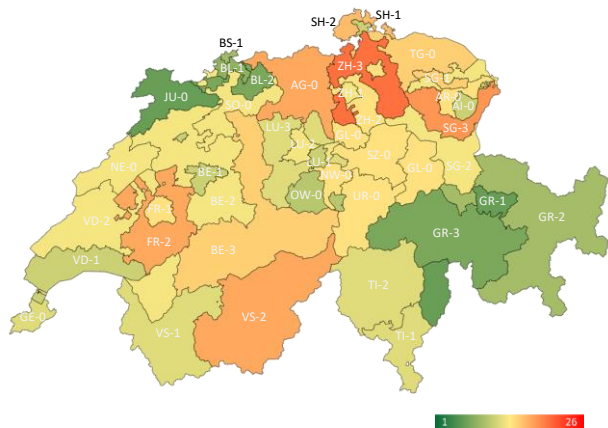 SH-2
SH-1
BS-1
BL-1
BL-2
JU-0
SO-0
AG-0
ZH-3
TG-0
AI-0
SG-3
LU-3
GL-0
NE-0
BE-1
LU-1
NW-0
SZ-0
GL-0
SG-2
VD-2
FR-3
BE-2
OW-0
UR-0
GR-1
GR-2
FR-2
BE-3
GR-3
VD-1
TI-2
GE-0
VS-1
VS-2
TI-1
1
26